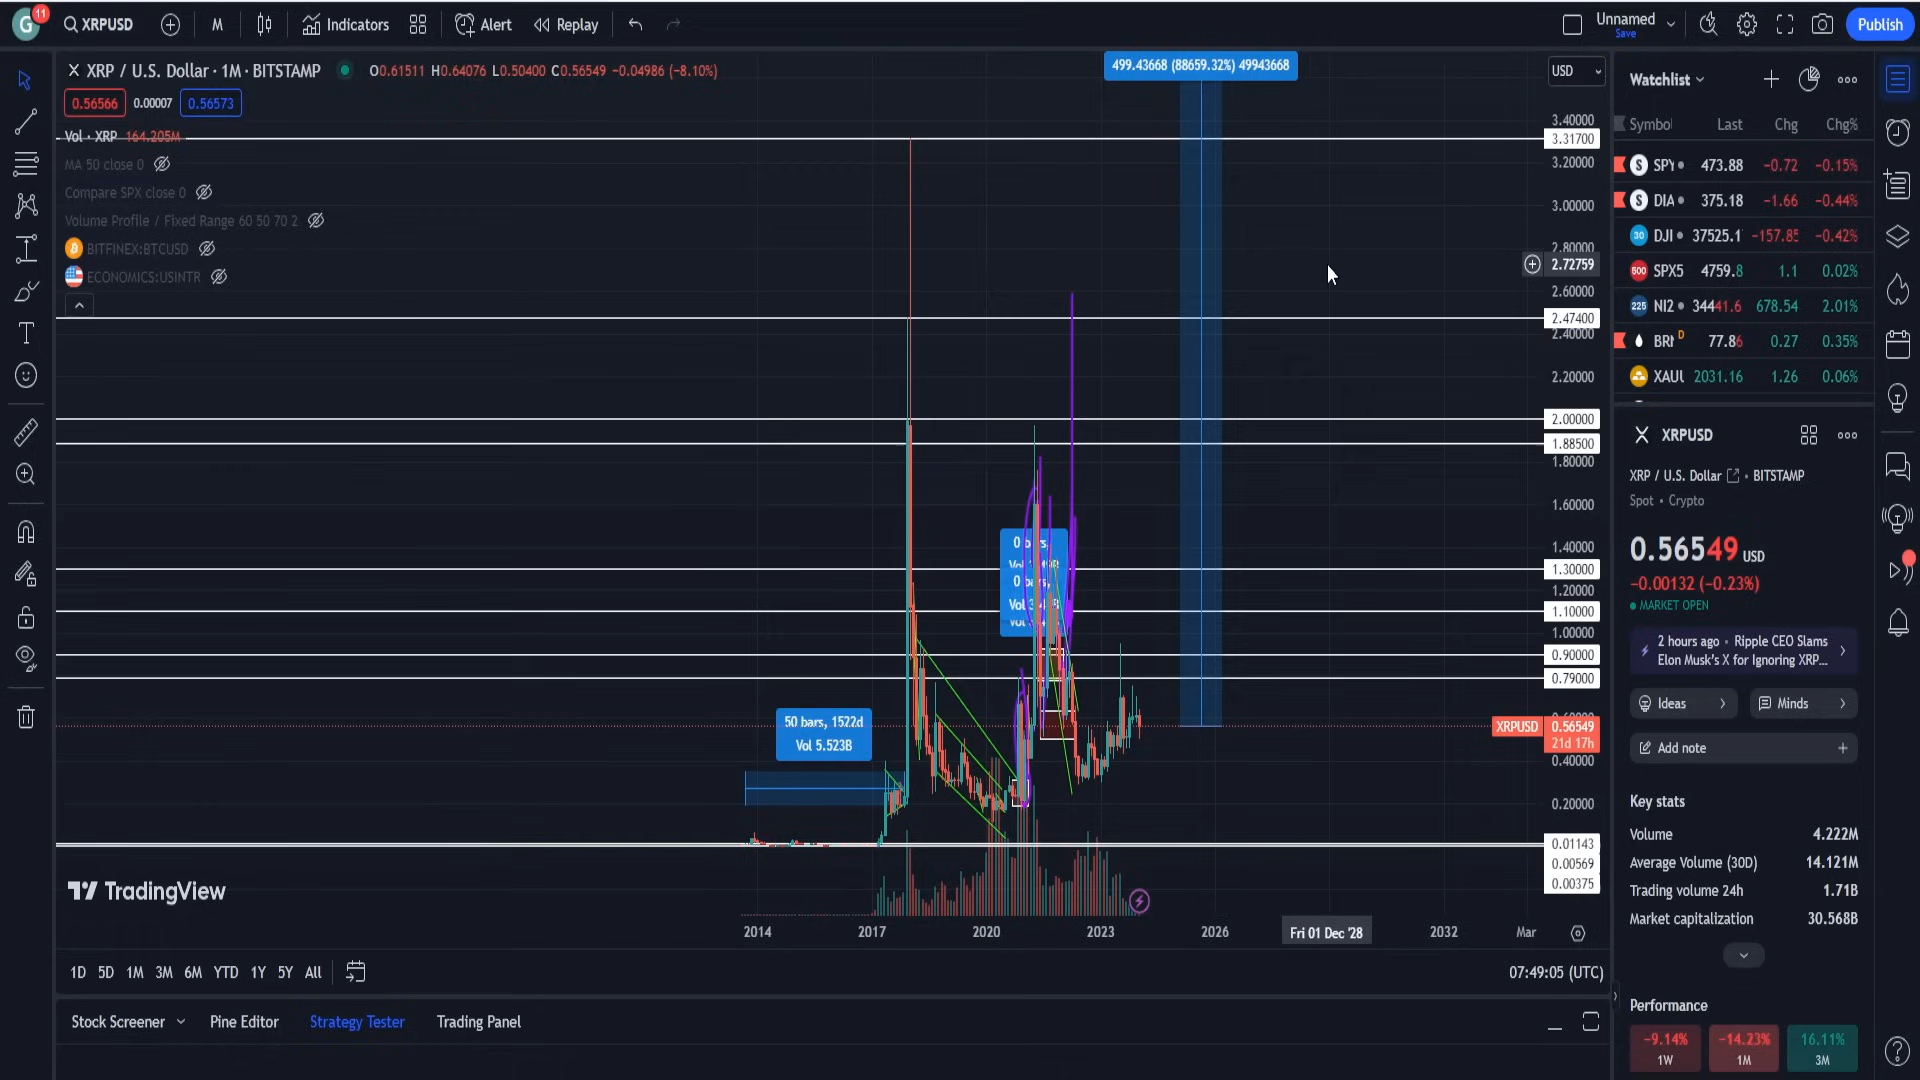 G
11
XRPUSD
M
Indicators
Alert
Replay
Unnamed
Save
Publish
XRP / U.S. Dollar · 1M · BITSTAMP
O0.61511 H0.64076 L0.50400 C0.56549 −0.04986 (−8.10%)
0.56566
0.00007
0.56573
Vol · XRP 164.205M
MA 50 close 0
Compare SPX close 0
Volume Profile / Fixed Range 60 50 70 2
BITFINEX:BTCUSD
ECONOMICS:USINTR
499.43668 (88659.32%) 49943668
USD
3.40000
3.31700
3.20000
3.00000
2.80000
2.72759
2.60000
2.47400
2.40000
2.20000
2.00000
1.88500
1.80000
1.60000
1.40000
1.30000
1.20000
1.10000
1.00000
0.90000
0.79000
XRPUSD
0.56549
21d 17h
0.40000
0.20000
0.01143
0.00569
0.00375
0 bars,
0 bars,
50 bars, 1522d
Vol 5.523B
TradingView
2014
2017
2020
2023
2026
Fri 01 Dec '28
2032
Mar
1D 5D 1M 3M 6M YTD 1Y 5Y All
07:49:05 (UTC)
Stock Screener
Pine Editor
Strategy Tester
Trading Panel
Watchlist
Symbol Last Chg Chg%
SPY 473.88 −0.72 −0.15%
DIA 375.18 −1.66 −0.44%
DJI 37525.1 −157.85 −0.42%
SPX5 4759.8 1.1 0.02%
NI2 34441.6 678.54 2.01%
BRN D 77.86 0.27 0.35%
XAU 2031.16 1.26 0.06%
XRPUSD
XRP / U.S. Dollar • BITSTAMP
Spot • Crypto
0.56549 USD
−0.00132 (−0.23%)
MARKET OPEN
2 hours ago • Ripple CEO Slams
Elon Musk's X for Ignoring XRP...
Ideas
Minds
Add note
Key stats
Volume 4.222M
Average Volume (30D) 14.121M
Trading volume 24h 1.71B
Market capitalization 30.568B
Performance
−9.14%
1W
−14.23%
1M
16.11%
3M